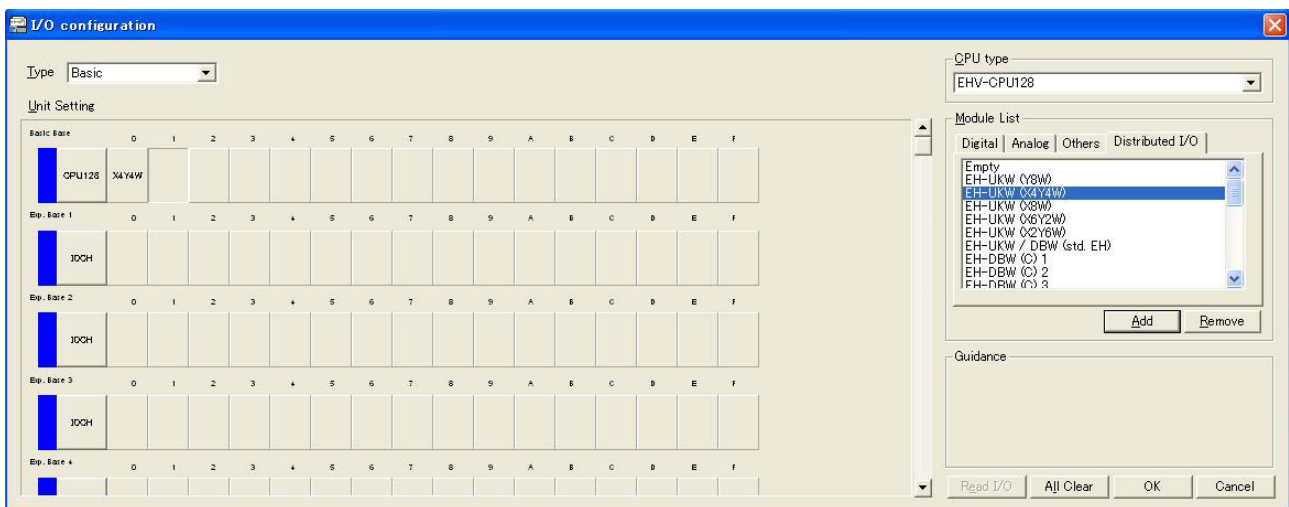 I/O configuration
Type Basic
Unit Setting
Basic Base 0 1 2 3 4 5 6 7 8 9 A B C D E F
CPU128 X4Y4W
Exp. Base 1 0 1 2 3 4 5 6 7 8 9 A B C D E F
IOCH
Exp. Base 2 0 1 2 3 4 5 6 7 8 9 A B C D E F
IOCH
Exp. Base 3 0 1 2 3 4 5 6 7 8 9 A B C D E F
IOCH
Exp. Base 4 0 1 2 3 4 5 6 7 8 9 A B C D E F
CPU type
EHV-CPU128
Module List
Digital Analog Others Distributed I/O
Empty
EH-UKW (Y8W)
EH-UKW (X4Y4W)
EH-UKW (X8W)
EH-UKW (X6Y2W)
EH-UKW (X2Y6W)
EH-UKW / DBW (std. EH)
EH-DBW (C) 1
EH-DBW (C) 2
EH-DBW (C) 3
Add Remove
Guidance
Read I/O All Clear OK Cancel